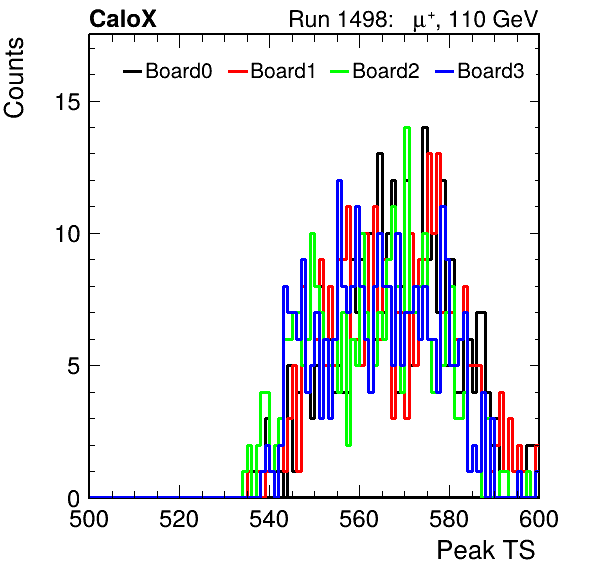 CaloX Run 1498: μ⁺, 110 GeV
Counts
Board0 Board1 Board2 Board3
15
10
5
0
500 520 540 560 580 600
Peak TS